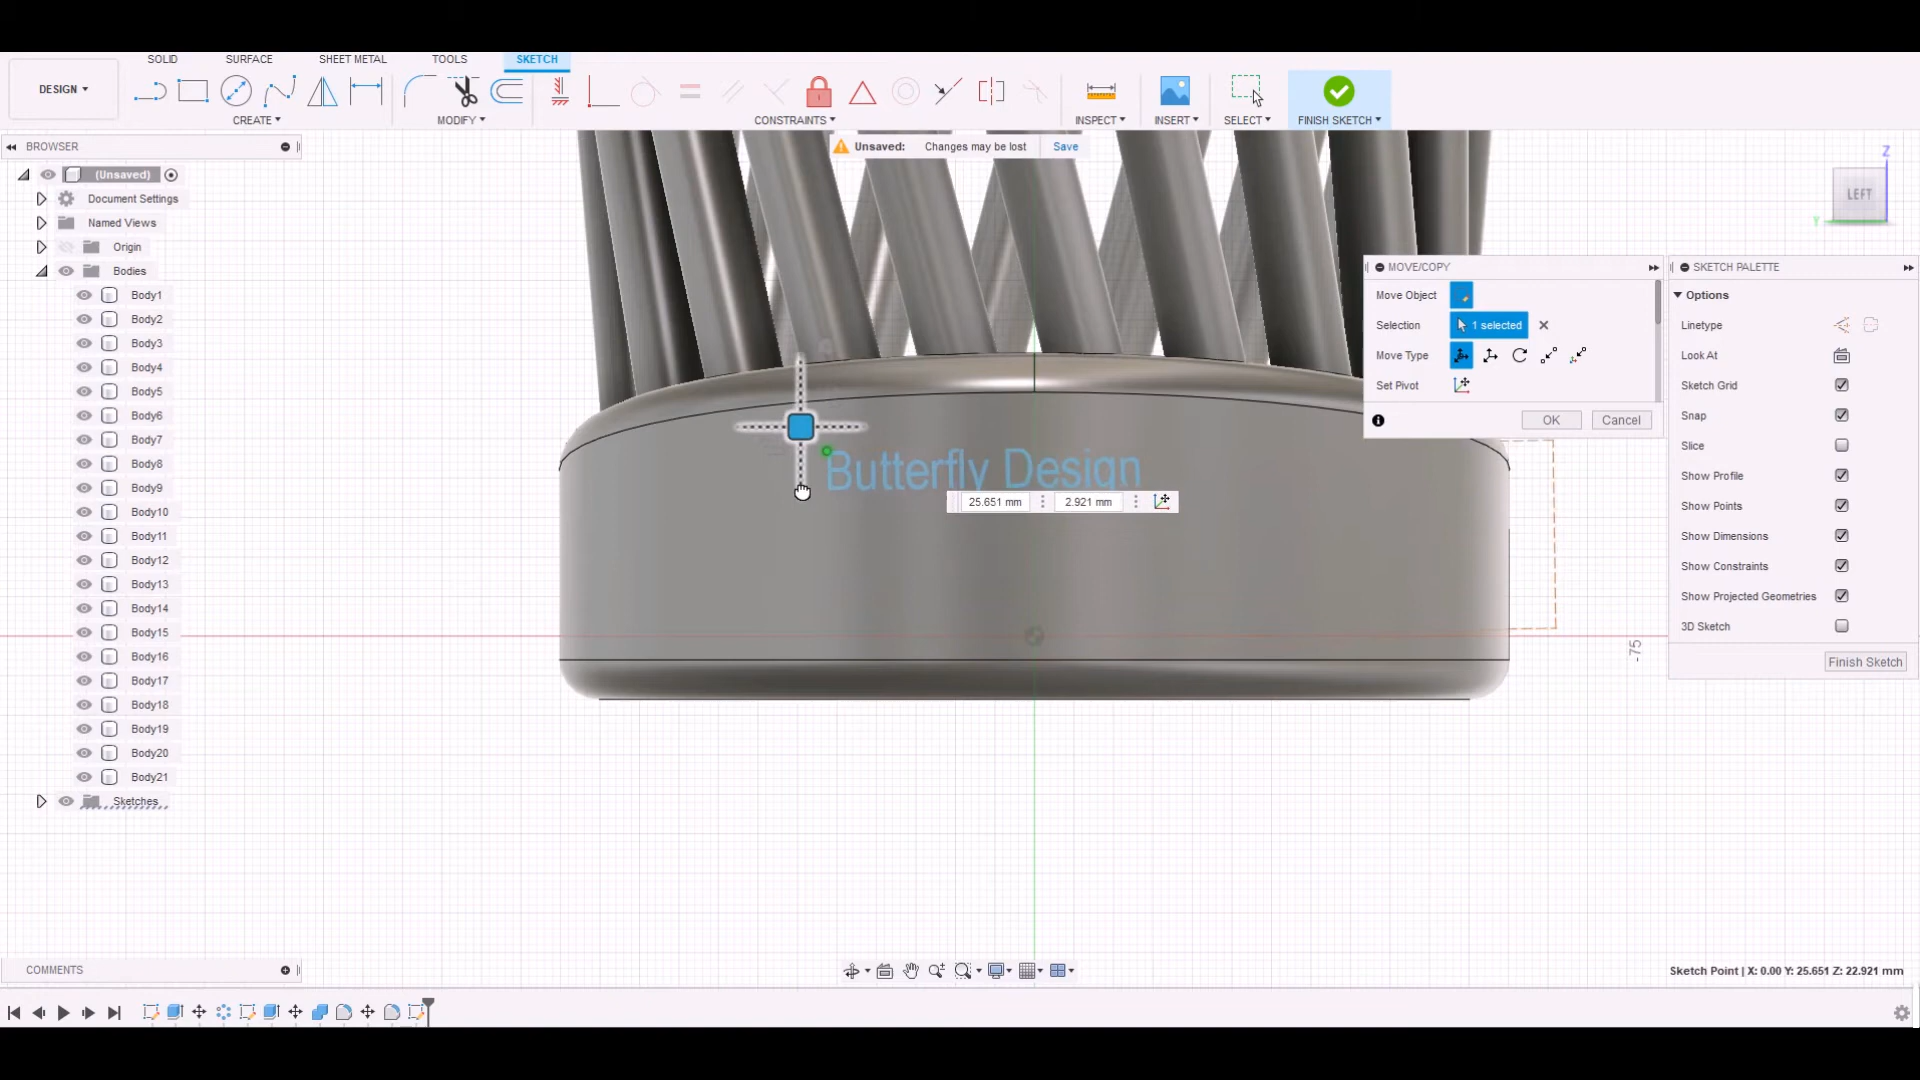 SOLID SURFACE SHEET METAL TOOLS SKETCH
DESIGN
CREATE MODIFY CONSTRAINTS INSPECT INSERT SELECT FINISH SKETCH
BROWSER
Unsaved: Changes may be lost Save
(Unsaved)
Document Settings
Named Views
Origin
Bodies
Body1
Body2
Body3
Body4
Body5
Body6
Body7
Body8
Body9
Body10
Body11
Body12
Body13
Body14
Body15
Body16
Body17
Body18
Body19
Body20
Body21
Sketches
Z
LEFT
Y
MOVE/COPY
Move Object
Selection 1 selected
Move Type
Set Pivot
OK Cancel
SKETCH PALETTE
Options
Linetype
Look At
Sketch Grid
Snap
Slice
Show Profile
Show Points
Show Dimensions
Show Constraints
Show Projected Geometries
3D Sketch
Finish Sketch
Butterfly Design
25.651 mm 2.921 mm
-75
COMMENTS
Sketch Point | X: 0.00 Y: 25.651 Z: 22.921 mm